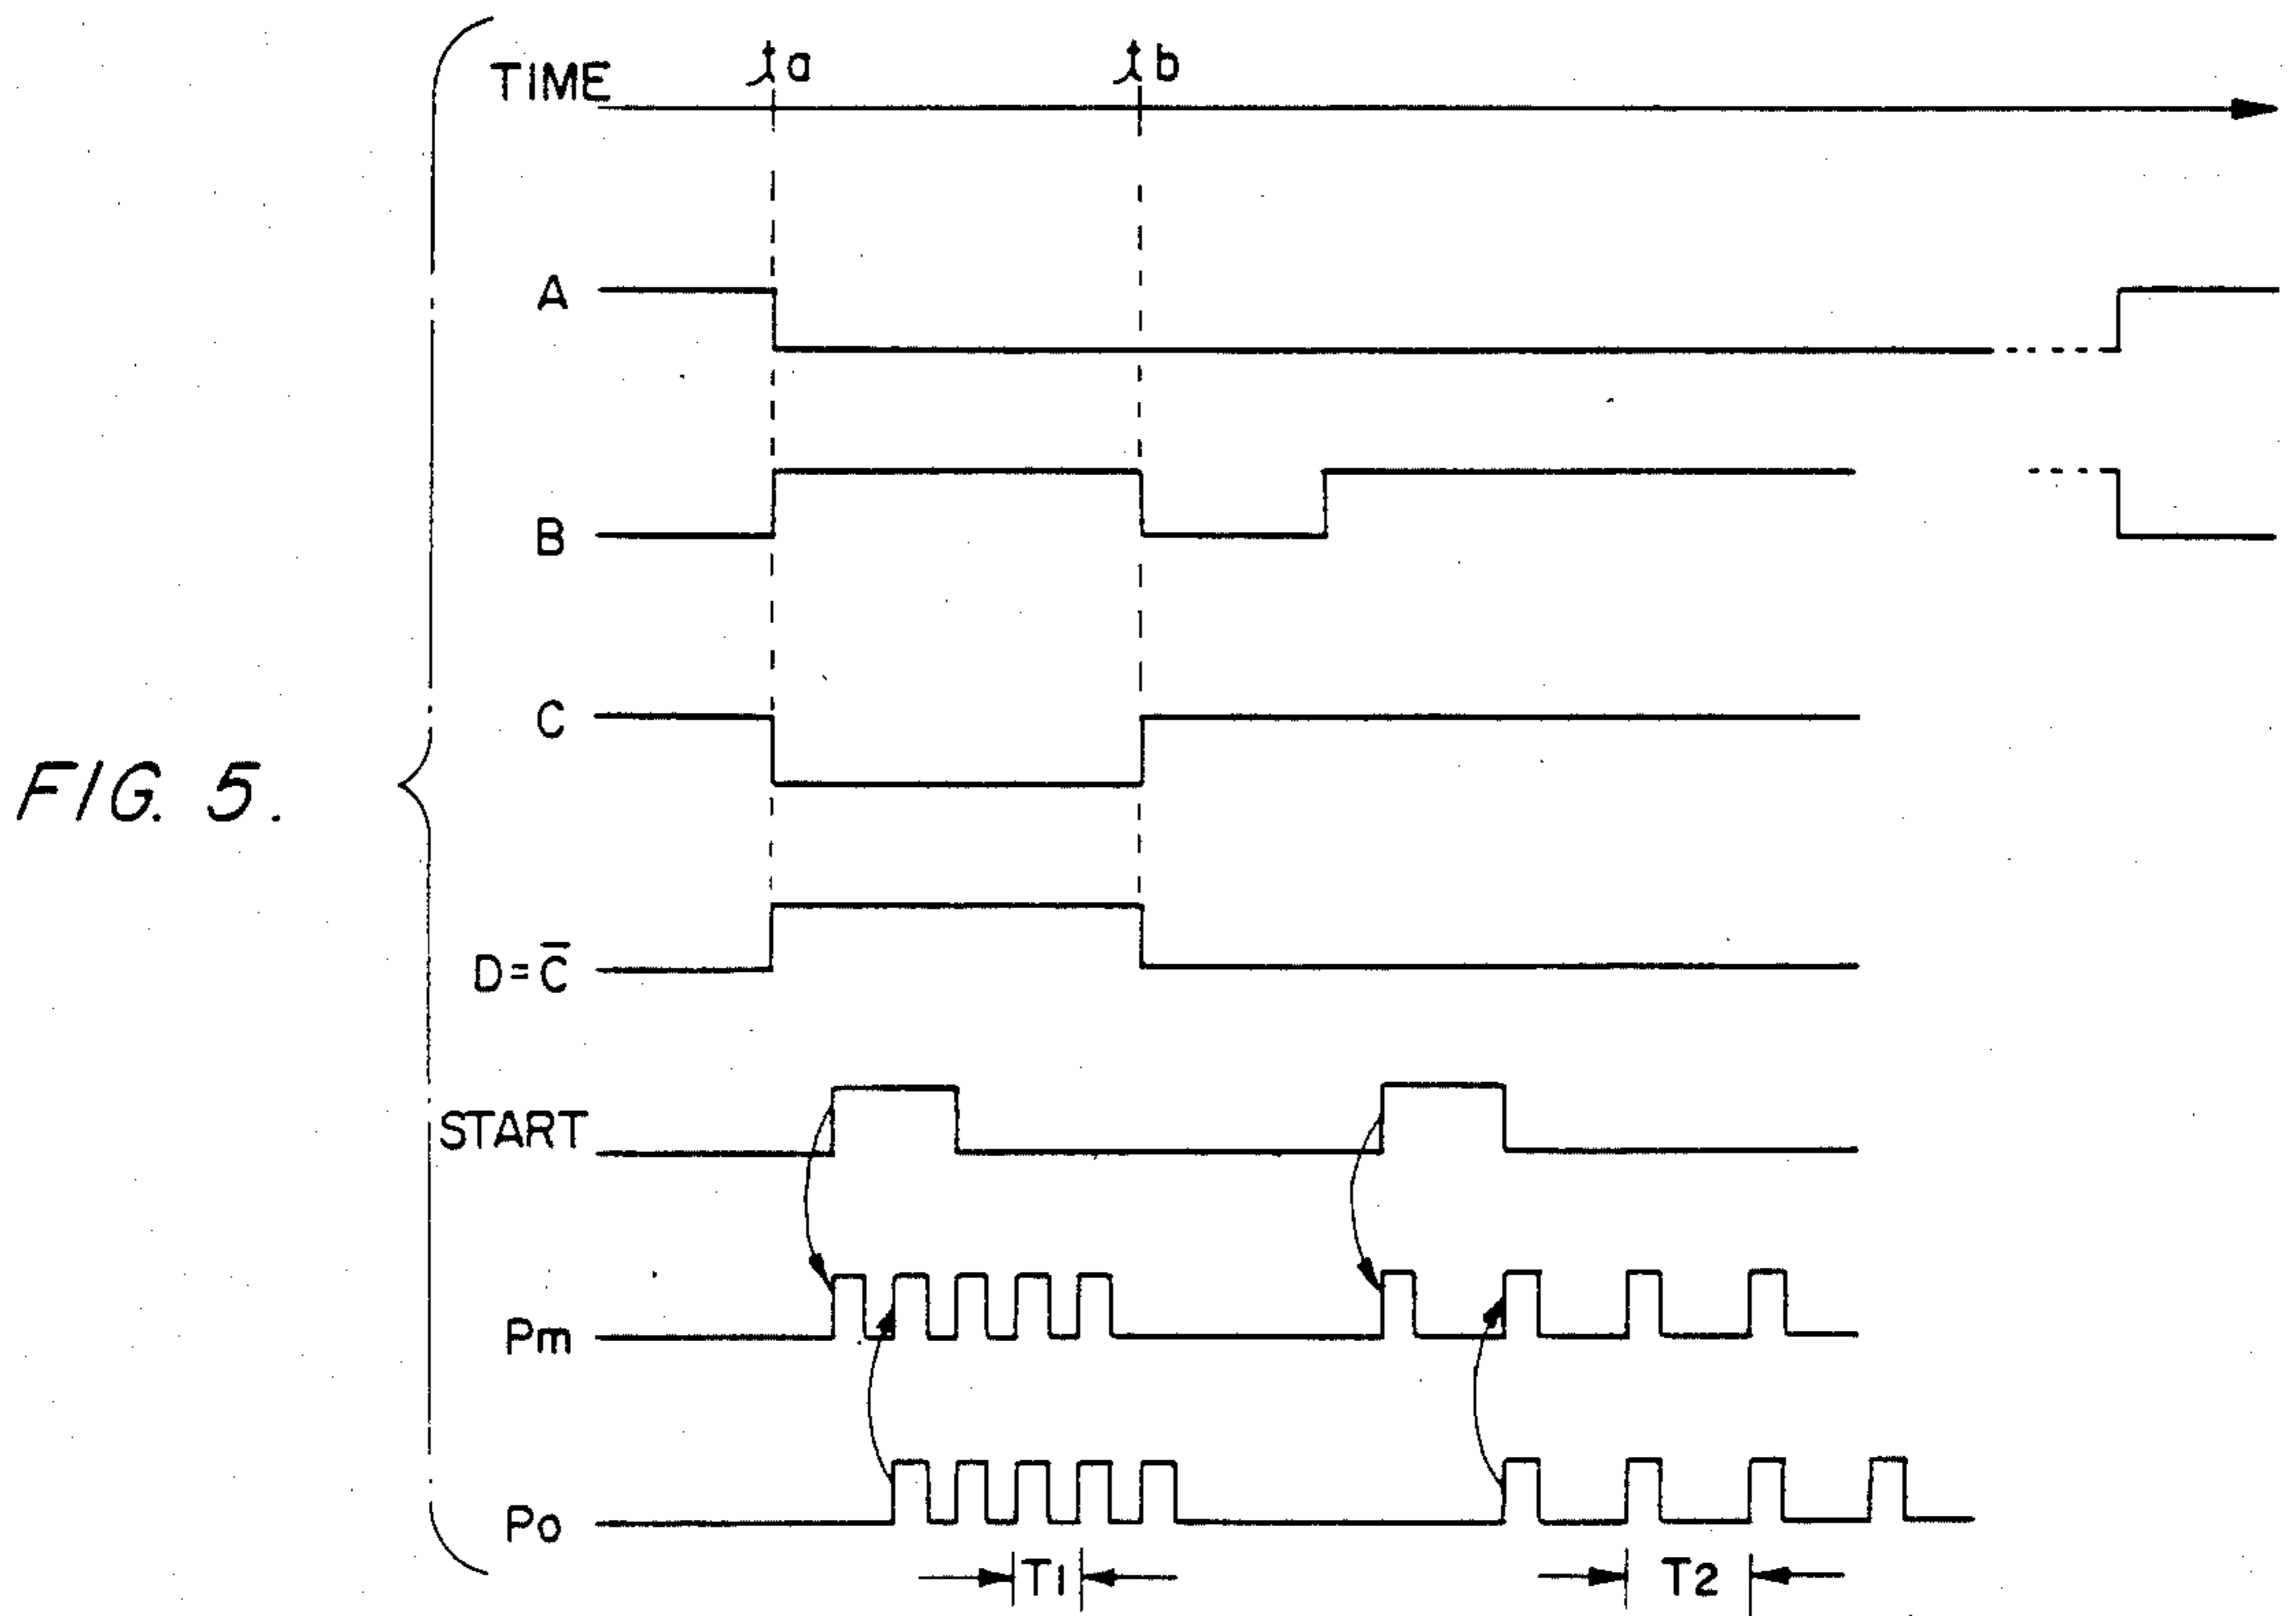 TIME ta tb
A
B
C
FIG. 5.
D=C̅
START
Pm
Po
T1 T2